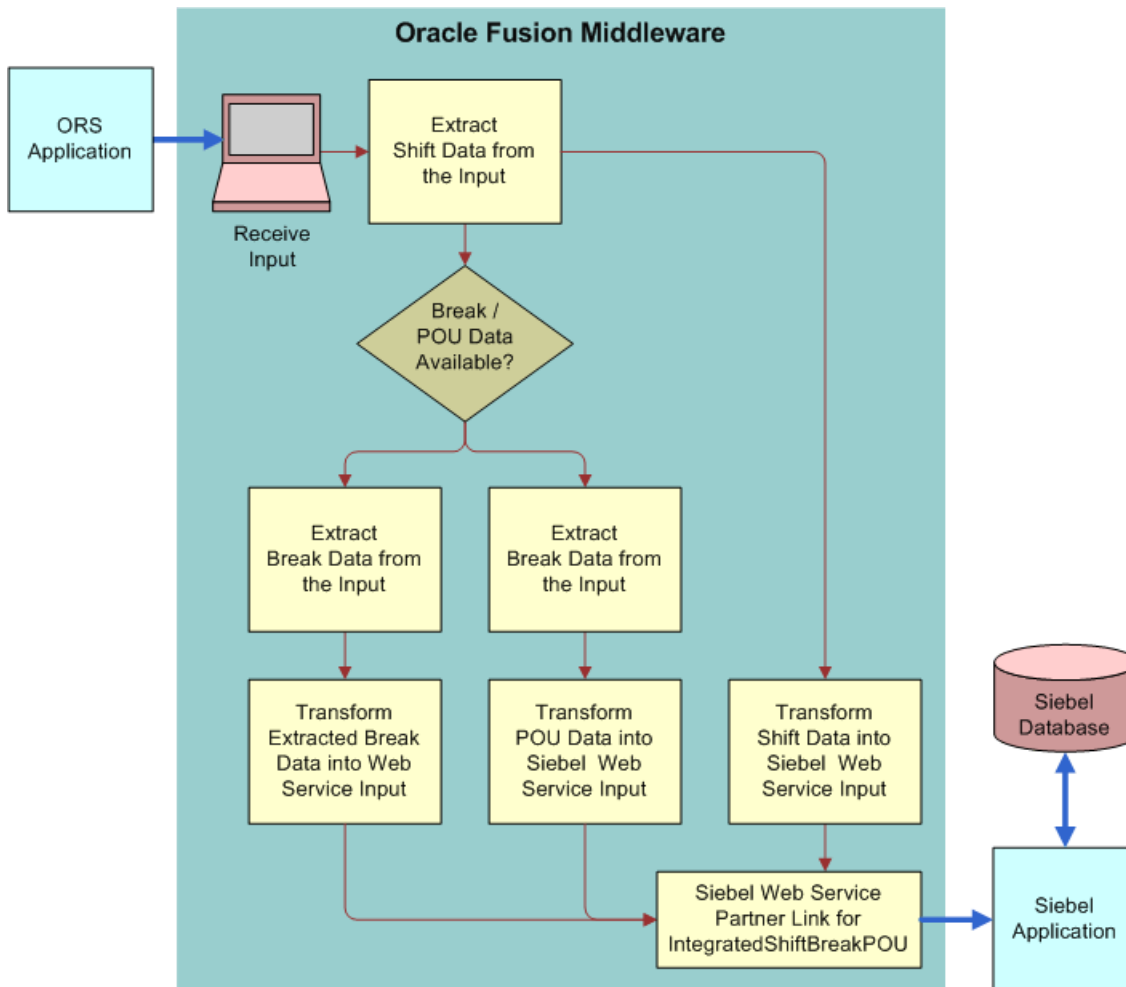 Oracle Fusion Middleware
ORS
Application
Receive
Input
Extract
Shift Data from
the Input
Break /
POU Data
Available?
Extract
Break Data from
the Input
Extract
Break Data from
the Input
Transform
Extracted Break
Data into Web
Service Input
Transform
POU Data into
Siebel Web
Service Input
Transform
Shift Data into
Siebel Web
Service Input
Siebel Web Service
Partner Link for
IntegratedShiftBreakPOU
Siebel
Database
Siebel
Application